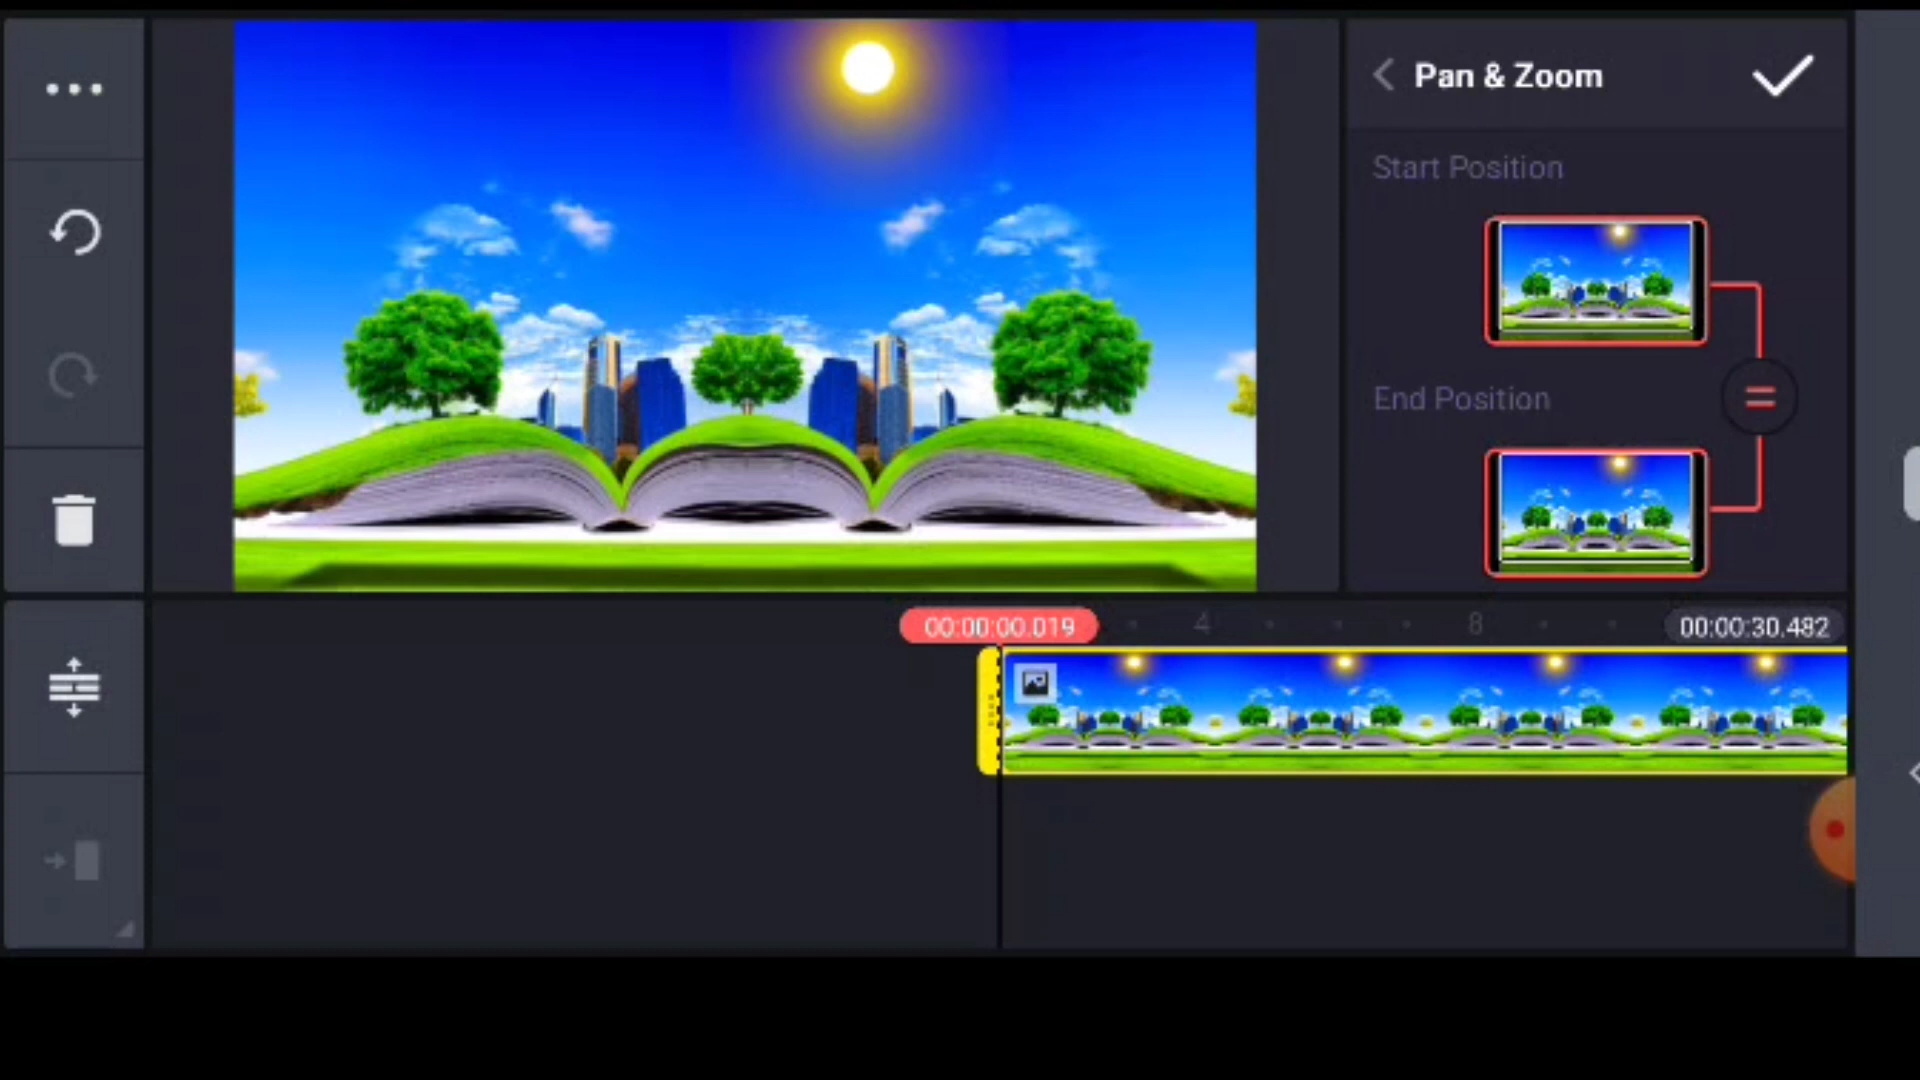 Pan & Zoom
Start Position
End Position
00:00:00.019
4
8
00:00:30.482